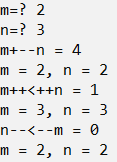 m=? 2
n=? 3
m+--n = 4
m = 2, n = 2
m++<++n = 1
m = 3, n = 3
n--<--m = 0
m = 2, n = 2